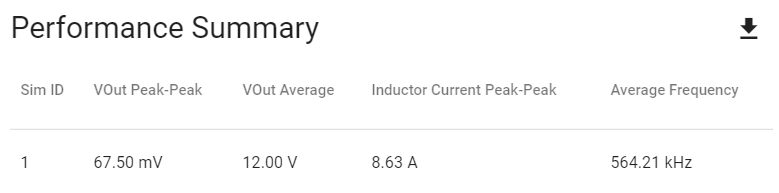 Performance Summary
Sim ID VOut Peak-Peak VOut Average Inductor Current Peak-Peak Average Frequency
1 67.50 mV 12.00 V 8.63 A 564.21 kHz